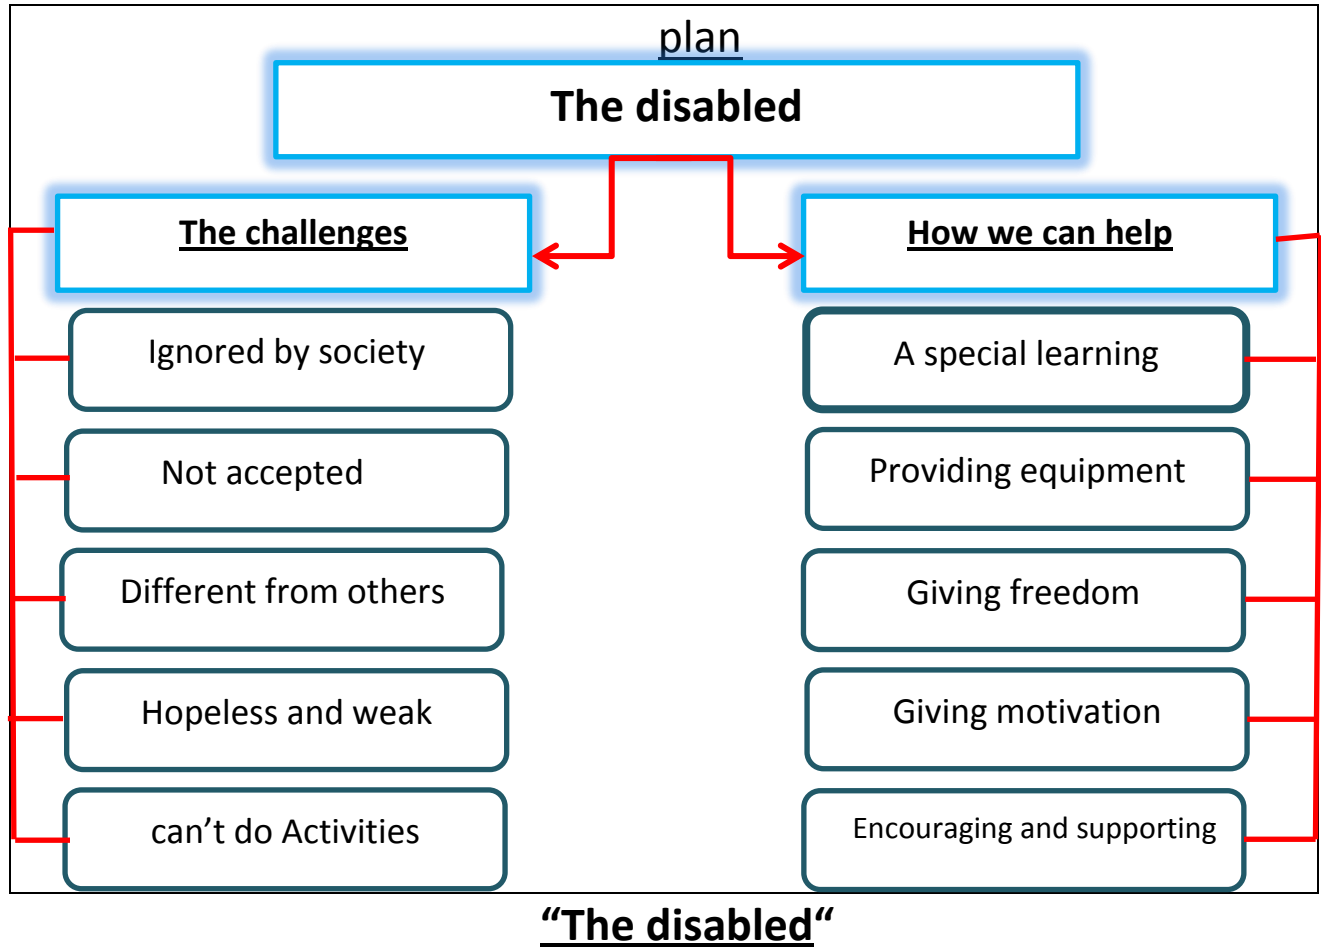 plan
The disabled
The challenges
Ignored by society
Not accepted
Different from others
Hopeless and weak
can’t do Activities
How we can help
A special learning
Providing equipment
Giving freedom
Giving motivation
Encouraging and supporting
“The disabled“